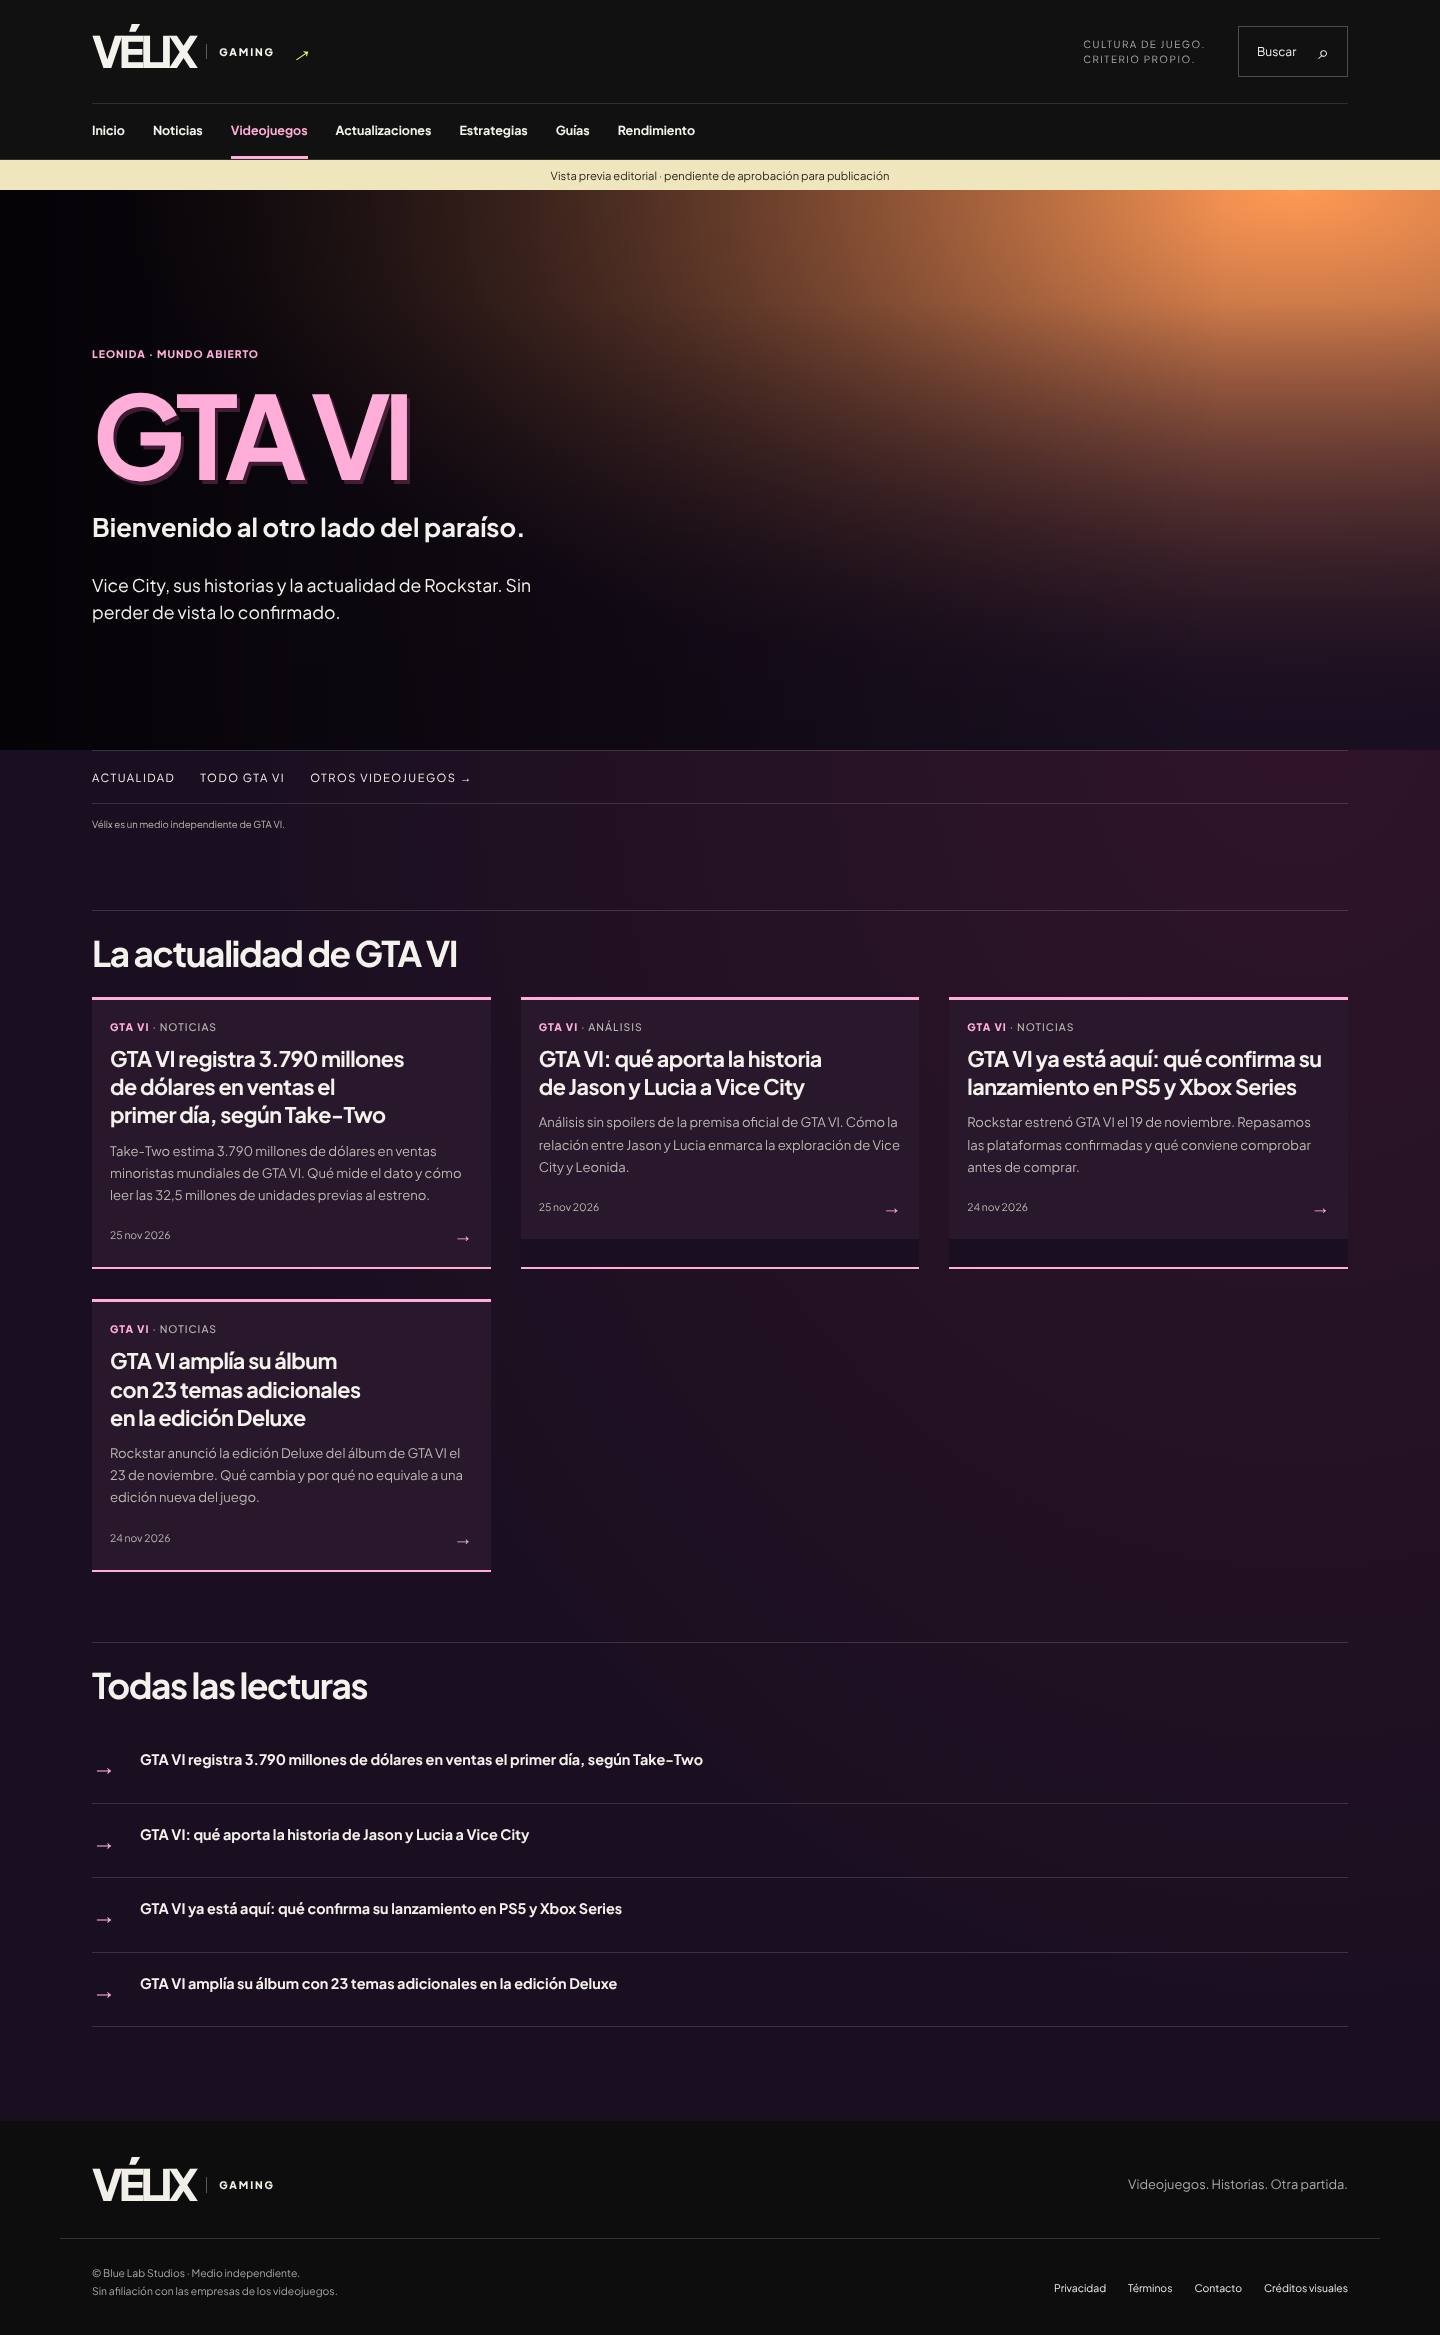 VÉLIX GAMING
CULTURA DE JUEGO.
CRITERIO PROPIO.
Buscar
Inicio Noticias Videojuegos Actualizaciones Estrategias Guías Rendimiento
Vista previa editorial · pendiente de aprobación para publicación
LEONIDA · MUNDO ABIERTO
GTA VI
Bienvenido al otro lado del paraíso.
Vice City, sus historias y la actualidad de Rockstar. Sin
perder de vista lo confirmado.
ACTUALIDAD TODO GTA VI OTROS VIDEOJUEGOS →
Vélix es un medio independiente de GTA VI.
La actualidad de GTA VI
GTA VI · NOTICIAS
GTA VI registra 3.790 millones
de dólares en ventas el
primer día, según Take-Two
Take-Two estima 3.790 millones de dólares en ventas
minoristas mundiales de GTA VI. Qué mide el dato y cómo
leer las 32,5 millones de unidades previas al estreno.
25 nov 2026 →
GTA VI · ANÁLISIS
GTA VI: qué aporta la historia
de Jason y Lucia a Vice City
Análisis sin spoilers de la premisa oficial de GTA VI. Cómo la
relación entre Jason y Lucia enmarca la exploración de Vice
City y Leonida.
25 nov 2026 →
GTA VI · NOTICIAS
GTA VI ya está aquí: qué confirma su
lanzamiento en PS5 y Xbox Series
Rockstar estrenó GTA VI el 19 de noviembre. Repasamos
las plataformas confirmadas y qué conviene comprobar
antes de comprar.
24 nov 2026 →
GTA VI · NOTICIAS
GTA VI amplía su álbum
con 23 temas adicionales
en la edición Deluxe
Rockstar anunció la edición Deluxe del álbum de GTA VI el
23 de noviembre. Qué cambia y por qué no equivale a una
edición nueva del juego.
24 nov 2026 →
Todas las lecturas
→ GTA VI registra 3.790 millones de dólares en ventas el primer día, según Take-Two
→ GTA VI: qué aporta la historia de Jason y Lucia a Vice City
→ GTA VI ya está aquí: qué confirma su lanzamiento en PS5 y Xbox Series
→ GTA VI amplía su álbum con 23 temas adicionales en la edición Deluxe
VÉLIX GAMING
Videojuegos. Historias. Otra partida.
© Blue Lab Studios · Medio independiente.
Sin afiliación con las empresas de los videojuegos.
Privacidad Términos Contacto Créditos visuales